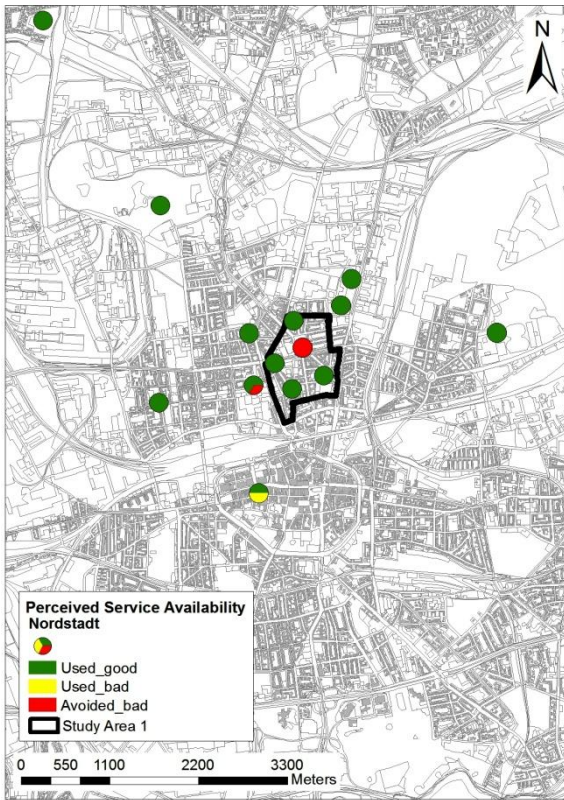 N
Perceived Service Availability
Nordstadt
Used_good
Used_bad
Avoided_bad
Study Area 1
0 550 1100 2200 3300
Meters